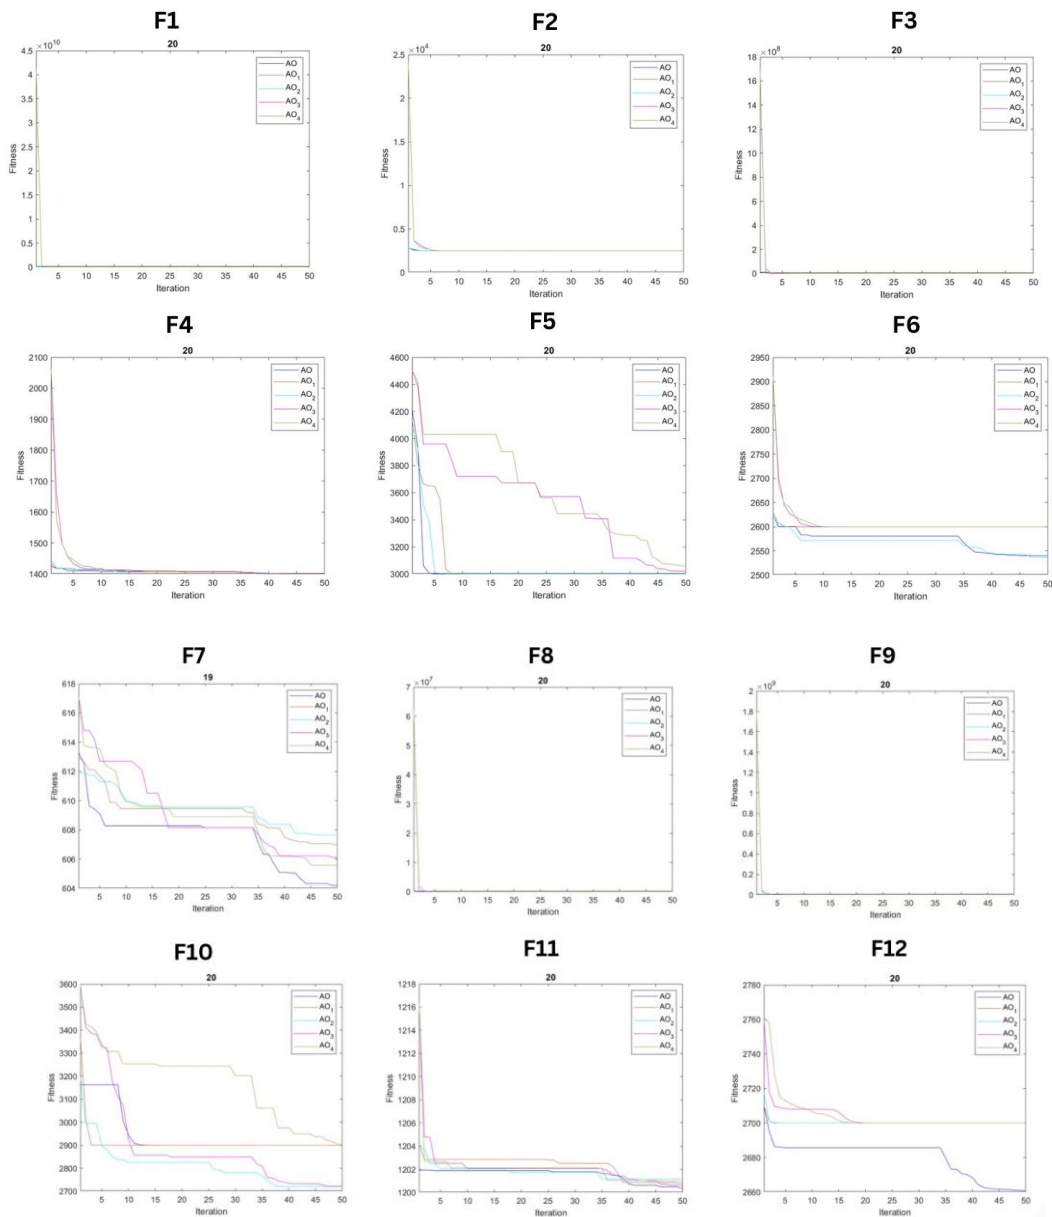 F1
20
×10^10
4.5
4
3.5
3
2.5
2
1.5
1
0.5
0
Fitness
AO
AO1
AO2
AO3
AO4
5 10 15 20 25 30 35 40 45 50
Iteration
F2
20
×10^4
2.5
2
1.5
1
0.5
0
Fitness
AO
AO1
AO2
AO3
AO4
5 10 15 20 25 30 35 40 45 50
Iteration
F3
20
×10^8
18
16
14
12
10
8
6
4
2
0
Fitness
AO
AO1
AO2
AO3
AO4
5 10 15 20 25 30 35 40 45 50
Iteration
F4
20
2100
2000
1900
1800
1700
1600
1500
1400
Fitness
AO
AO1
AO2
AO3
AO4
5 10 15 20 25 30 35 40 45 50
Iteration
F5
20
4600
4400
4200
4000
3800
3600
3400
3200
3000
Fitness
AO
AO1
AO2
AO3
AO4
5 10 15 20 25 30 35 40 45 50
Iteration
F6
20
2950
2900
2850
2800
2750
2700
2650
2600
2550
2500
Fitness
AO
AO1
AO2
AO3
AO4
5 10 15 20 25 30 35 40 45 50
Iteration
F7
19
618
616
614
612
610
608
606
604
Fitness
AO
AO1
AO2
AO3
AO4
5 10 15 20 25 30 35 40 45 50
Iteration
F8
20
×10^7
7
6
5
4
3
2
1
0
Fitness
AO
AO1
AO2
AO3
AO4
5 10 15 20 25 30 35 40 45 50
Iteration
F9
20
×10^9
2
1.8
1.6
1.4
1.2
1
0.8
0.6
0.4
0.2
0
Fitness
AO
AO1
AO2
AO3
AO4
5 10 15 20 25 30 35 40 45 50
Iteration
F10
20
3600
3500
3400
3300
3200
3100
3000
2900
2800
2700
Fitness
AO
AO1
AO2
AO3
AO4
5 10 15 20 25 30 35 40 45 50
Iteration
F11
20
1218
1216
1214
1212
1210
1208
1206
1204
1202
1200
Fitness
AO
AO1
AO2
AO3
AO4
5 10 15 20 25 30 35 40 45 50
Iteration
F12
20
2780
2760
2740
2720
2700
2680
2660
Fitness
AO
AO1
AO2
AO3
AO4
5 10 15 20 25 30 35 40 45 50
Iteration